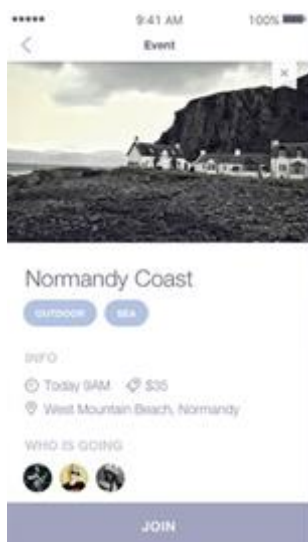 9:41 AM 100%
Event
Normandy Coast
OUTDOOR SEA
INFO
Today 9AM $35
West Mountain Beach, Normandy
WHO IS GOING
JOIN